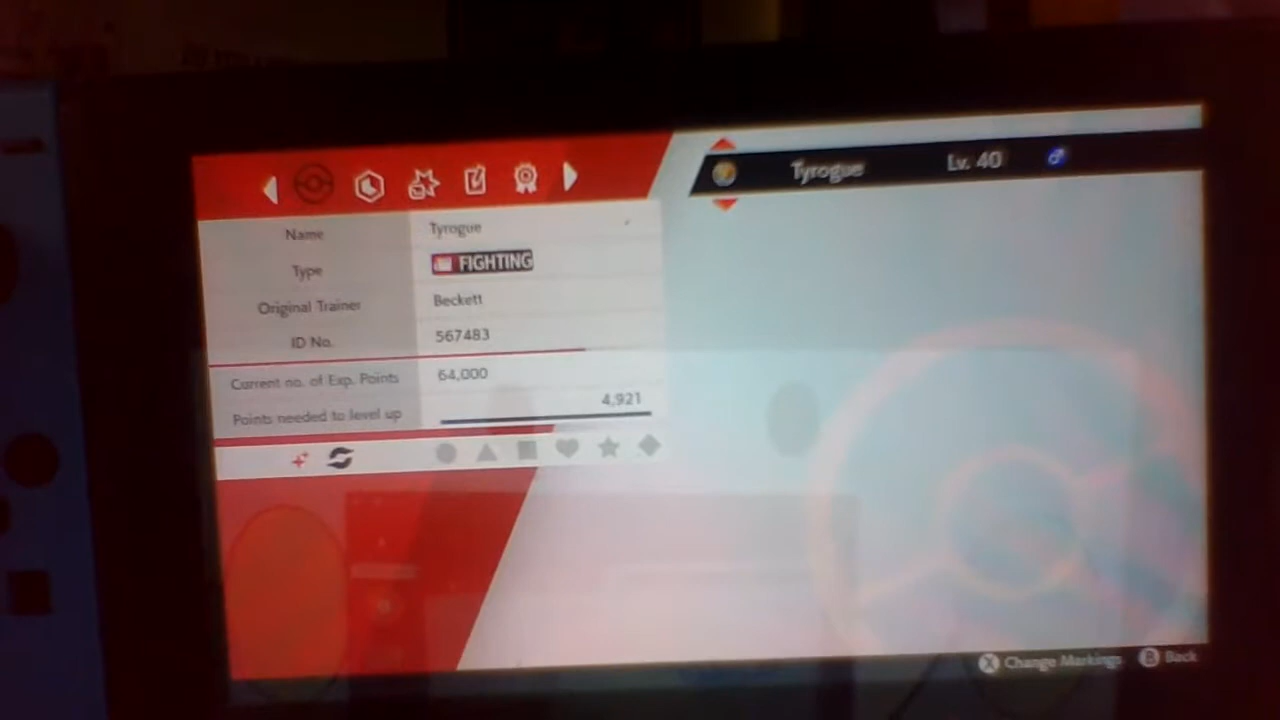 Tyrogue Lv. 40
Name Tyrogue
Type FIGHTING
Original Trainer Beckett
ID No. 567483
Current no. of Exp. Points 64,000
Points needed to level up 4,921
X Change Markings B Back